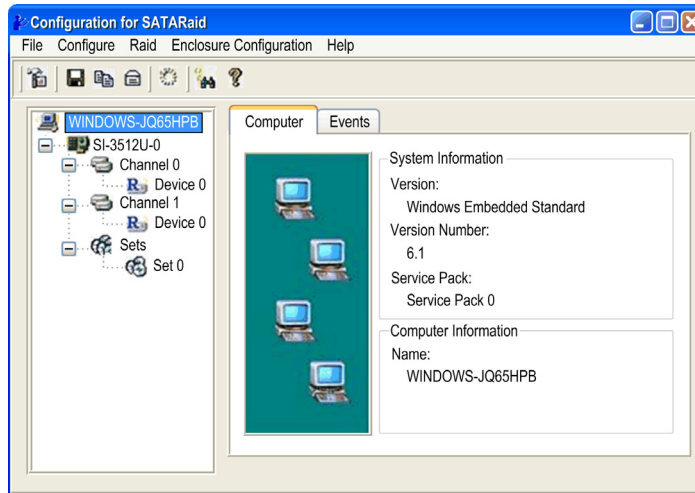 Configuration for SATARaid
File Configure Raid Enclosure Configuration Help
WINDOWS-JQ65HPB
SI-3512U-0
Channel 0
Device 0
Channel 1
Device 0
Sets
Set 0
Computer Events
System Information
Version:
Windows Embedded Standard
Version Number:
6.1
Service Pack:
Service Pack 0
Computer Information
Name:
WINDOWS-JQ65HPB